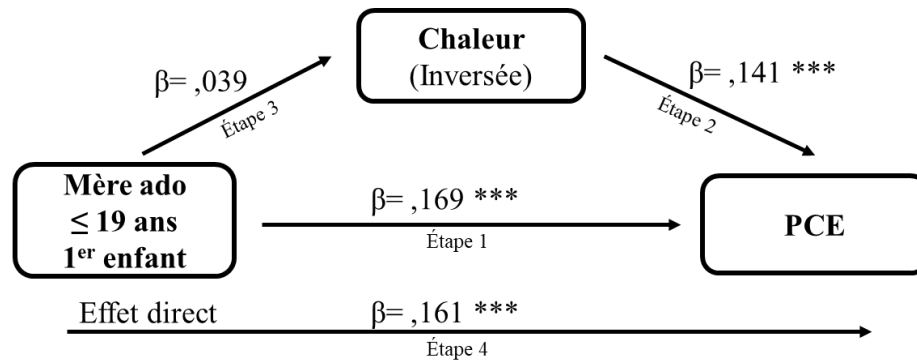 Chaleur
(Inversée)
β= ,039
Étape 3
β= ,141 ***
Étape 2
Mère ado
≤ 19 ans
1er enfant
β= ,169 ***
Étape 1
PCE
Effet direct
β= ,161 ***
Étape 4